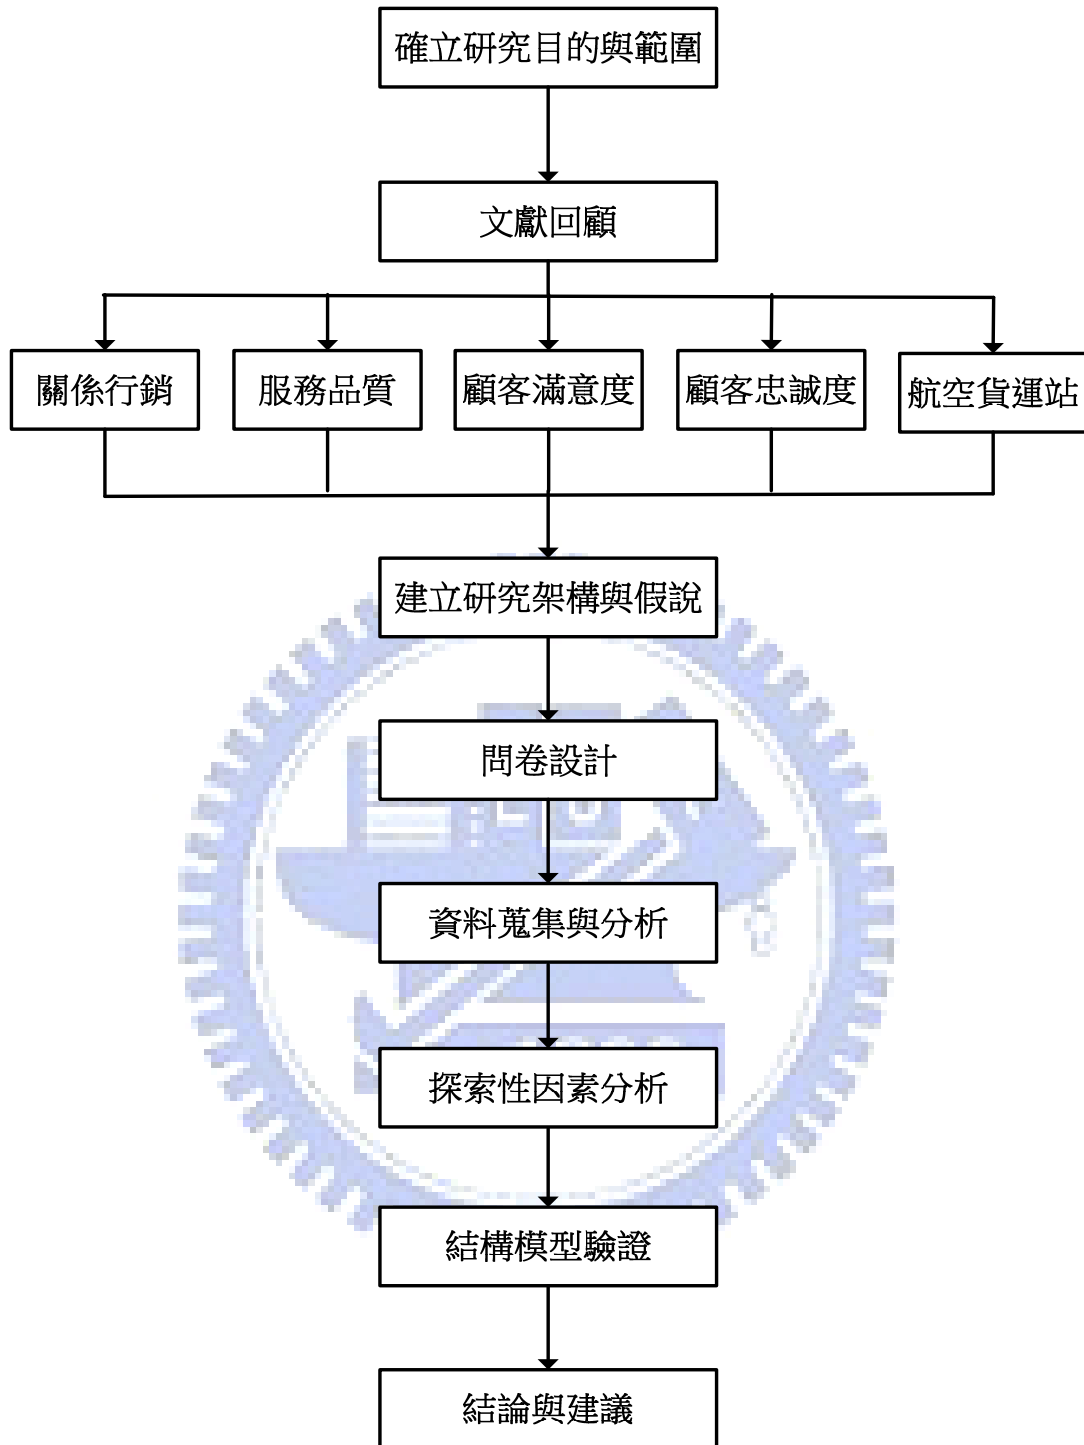 確立研究目的與範圍
文獻回顧
關係行銷
服務品質
顧客滿意度
顧客忠誠度
航空貨運站
建立研究架構與假說
問卷設計
資料蒐集與分析
探索性因素分析
結構模型驗證
結論與建議